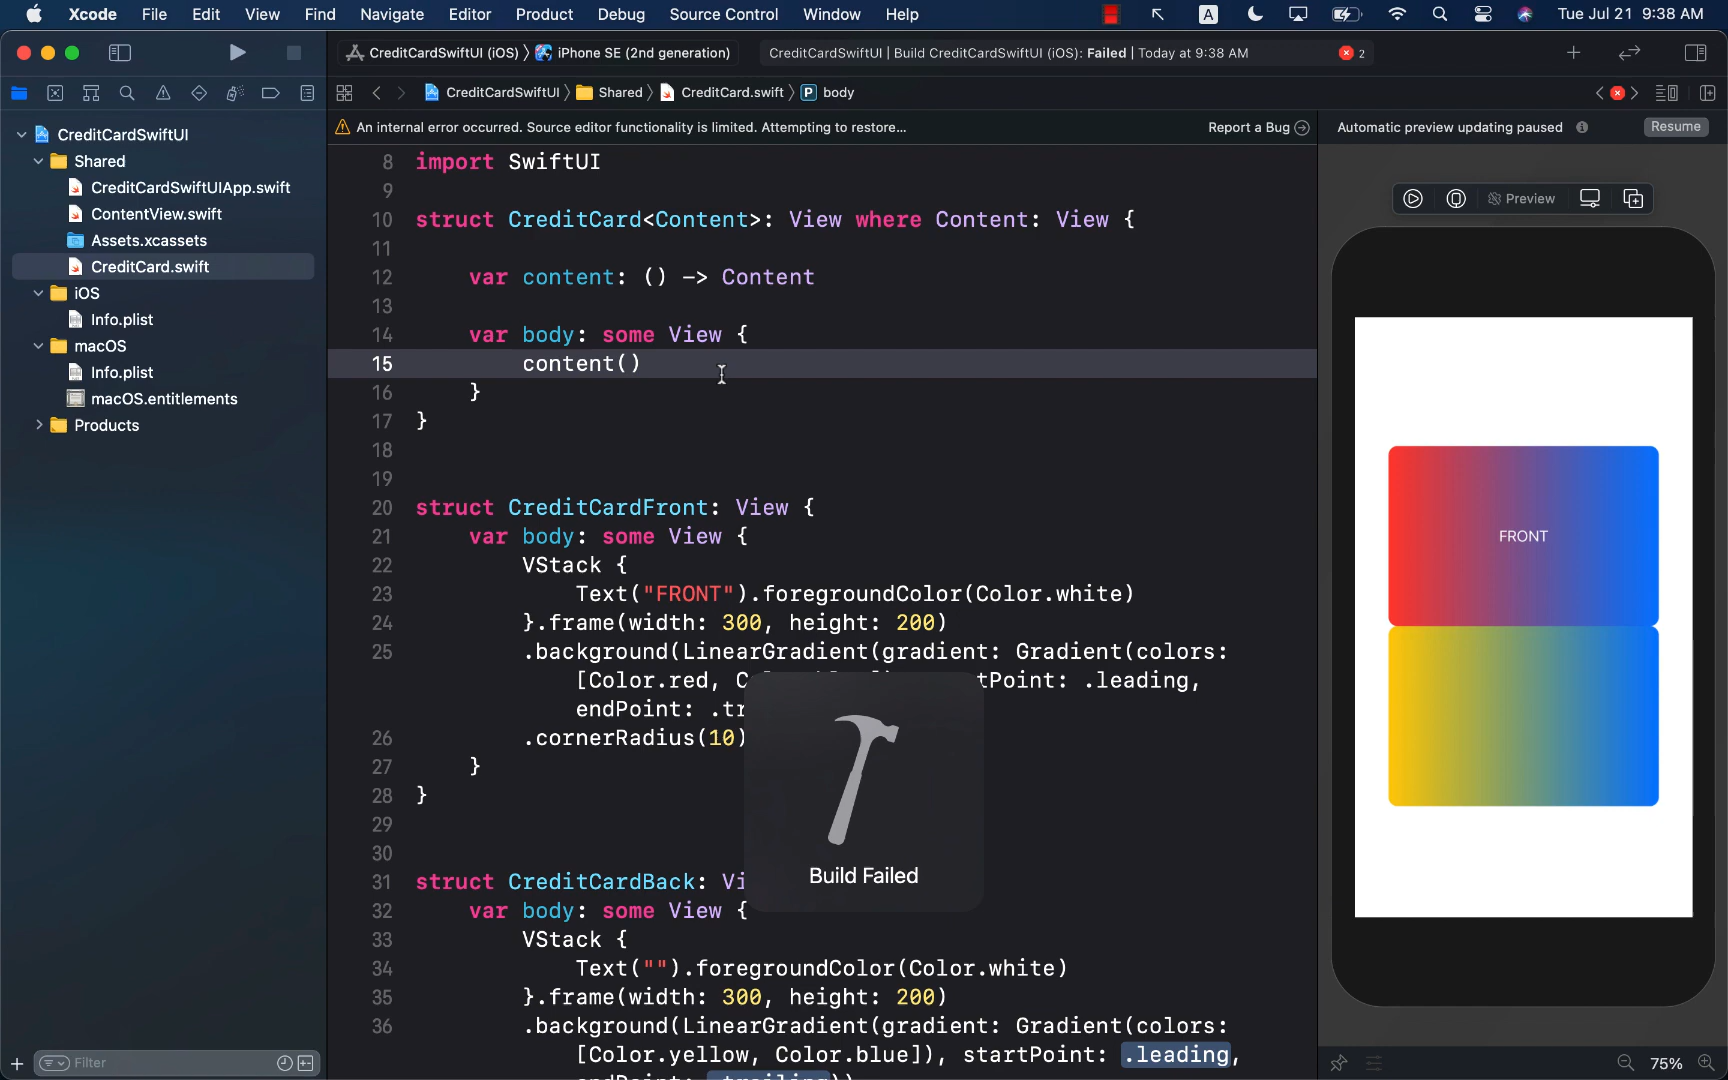 Xcode File Edit View Find Navigate Editor Product Debug Source Control Window Help A Tue Jul 21 9:38 AM
CreditCardSwiftUI (iOS) 〉 iPhone SE (2nd generation) CreditCardSwiftUI | Build CreditCardSwiftUI (iOS): Failed | Today at 9:38 AM 2
CreditCardSwiftUI 〉 Shared 〉 CreditCard.swift 〉 P body
An internal error occurred. Source editor functionality is limited. Attempting to restore... Report a Bug
Automatic preview updating paused Resume
CreditCardSwiftUI
Shared
CreditCardSwiftUIApp.swift
ContentView.swift
Assets.xcassets
CreditCard.swift
iOS
Info.plist
macOS
Info.plist
macOS.entitlements
Products
Filter
8 import SwiftUI
9
10 struct CreditCard<Content>: View where Content: View {
11
12 var content: () -> Content
13
14 var body: some View {
15 content()
16 }
17 }
18
19
20 struct CreditCardFront: View {
21 var body: some View {
22 VStack {
23 Text("FRONT").foregroundColor(Color.white)
24 }.frame(width: 300, height: 200)
25 .background(LinearGradient(gradient: Gradient(colors:
[Color.red, C tPoint: .leading,
endPoint: .tr
26 .cornerRadius(10)
27 }
28 }
29
30
31 struct CreditCardBack: Vi
32 var body: some View {
33 VStack {
34 Text("").foregroundColor(Color.white)
35 }.frame(width: 300, height: 200)
36 .background(LinearGradient(gradient: Gradient(colors:
[Color.yellow, Color.blue]), startPoint: .leading,
Build Failed
Preview
FRONT
75%